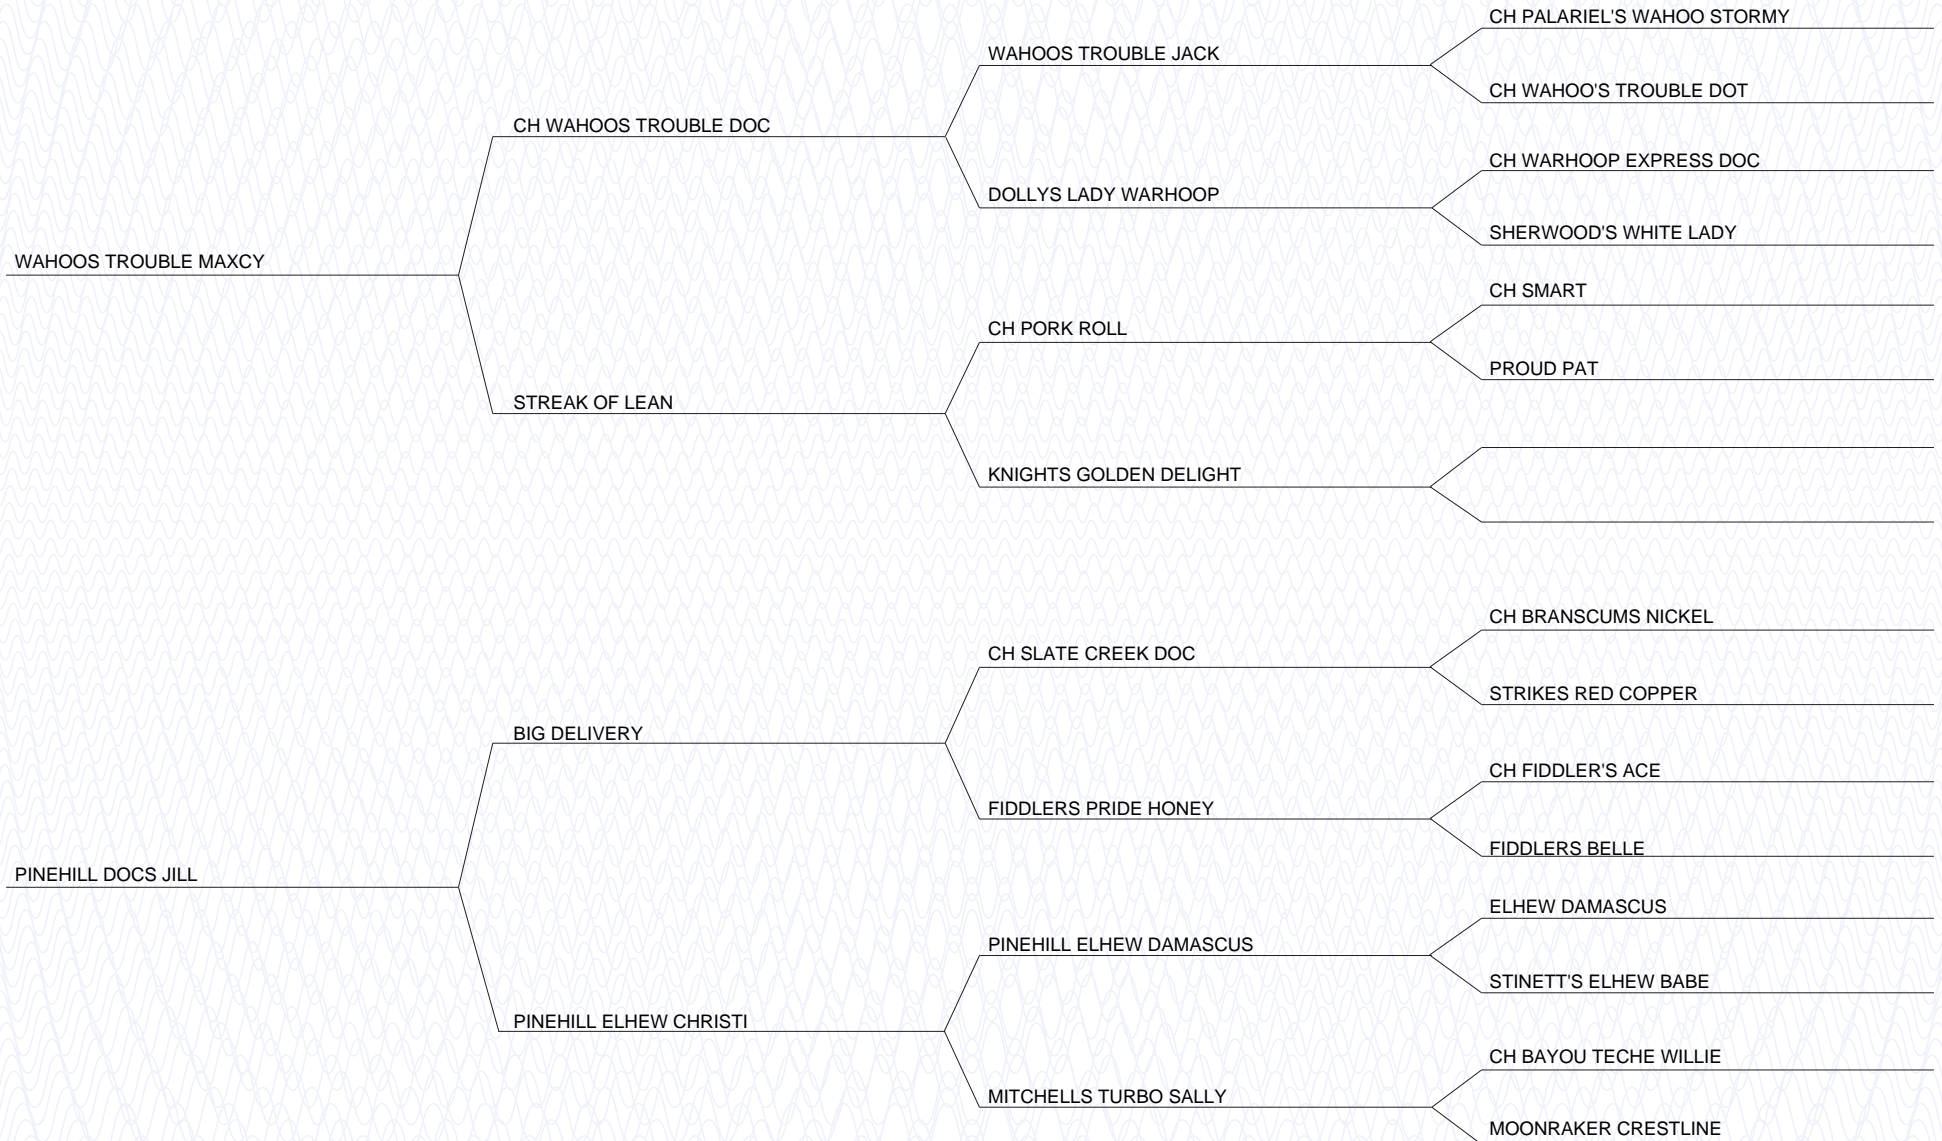 CH PALARIEL'S WAHOO STORMY
WAHOOS TROUBLE JACK
CH WAHOO'S TROUBLE DOT
CH WAHOOS TROUBLE DOC
CH WARHOOP EXPRESS DOC
DOLLYS LADY WARHOOP
SHERWOOD'S WHITE LADY
WAHOOS TROUBLE MAXCY
CH SMART
CH PORK ROLL
PROUD PAT
STREAK OF LEAN
KNIGHTS GOLDEN DELIGHT
CH BRANSCUMS NICKEL
CH SLATE CREEK DOC
STRIKES RED COPPER
BIG DELIVERY
CH FIDDLER'S ACE
FIDDLERS PRIDE HONEY
FIDDLERS BELLE
PINEHILL DOCS JILL
ELHEW DAMASCUS
PINEHILL ELHEW DAMASCUS
STINETT'S ELHEW BABE
PINEHILL ELHEW CHRISTI
CH BAYOU TECHE WILLIE
MITCHELLS TURBO SALLY
MOONRAKER CRESTLINE